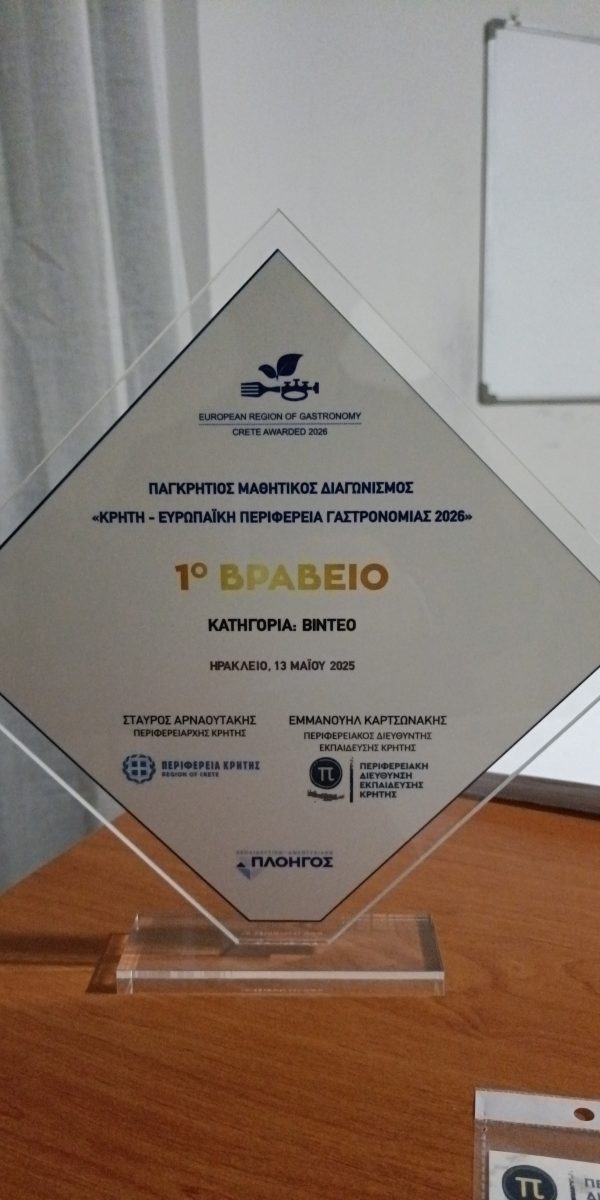 EUROPEAN REGION OF GASTRONOMY
CRETE AWARDED 2026
ΠΑΓΚΡΗΤΙΟΣ ΜΑΘΗΤΙΚΟΣ ΔΙΑΓΩΝΙΣΜΟΣ
«ΚΡΗΤΗ – ΕΥΡΩΠΑΪΚΗ ΠΕΡΙΦΕΡΕΙΑ ΓΑΣΤΡΟΝΟΜΙΑΣ 2026»
1º ΒΡΑΒΕΙΟ
ΚΑΤΗΓΟΡΙΑ: ΒΙΝΤΕΟ
ΗΡΑΚΛΕΙΟ, 13 ΜΑΪΟΥ 2025
ΣΤΑΥΡΟΣ ΑΡΝΑΟΥΤΑΚΗΣ
ΠΕΡΙΦΕΡΕΙΑΡΧΗΣ ΚΡΗΤΗΣ
ΠΕΡΙΦΕΡΕΙΑ ΚΡΗΤΗΣ
REGION OF CRETE
ΕΜΜΑΝΟΥΗΛ ΚΑΡΤΣΩΝΑΚΗΣ
ΠΕΡΙΦΕΡΕΙΑΚΟΣ ΔΙΕΥΘΥΝΤΗΣ
ΕΚΠΑΙΔΕΥΣΗΣ ΚΡΗΤΗΣ
π
ΠΕΡΙΦΕΡΕΙΑΚΗ
ΔΙΕΥΘΥΝΣΗ
ΕΚΠΑΙΔΕΥΣΗΣ
ΚΡΗΤΗΣ
ΠΛΟΗΓΟΣ
π